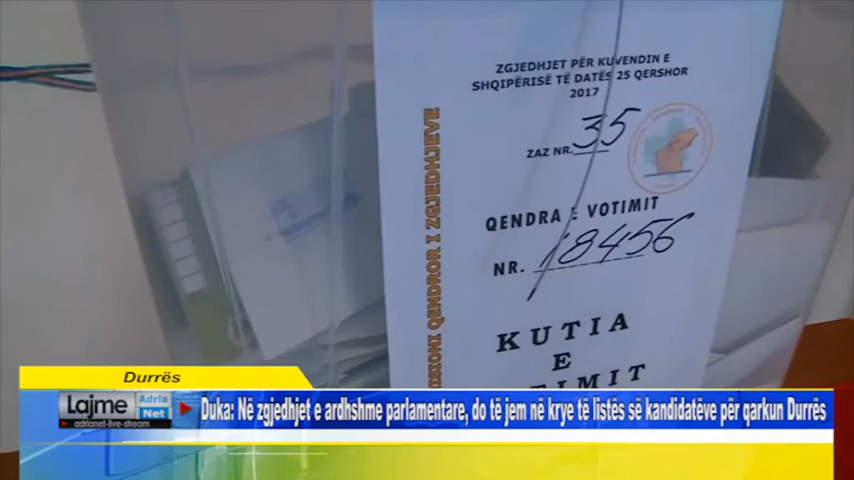 ZGJEDHJET PËR KUVENDIN E
SHQIPËRISË TË DATËS 25 QERSHOR
2017
ZAZ NR. 35
QENDRA E VOTIMIT
NR. 18456
KUTIA
E
QENDROR I ZGJEDHJEVE
Durrës
Lajme
Adria
Net
adrianet-live-stream
Duka: Në zgjedhjet e ardhshme parlamentare, do të jem në krye të listës së kandidatëve për qarkun Durrës